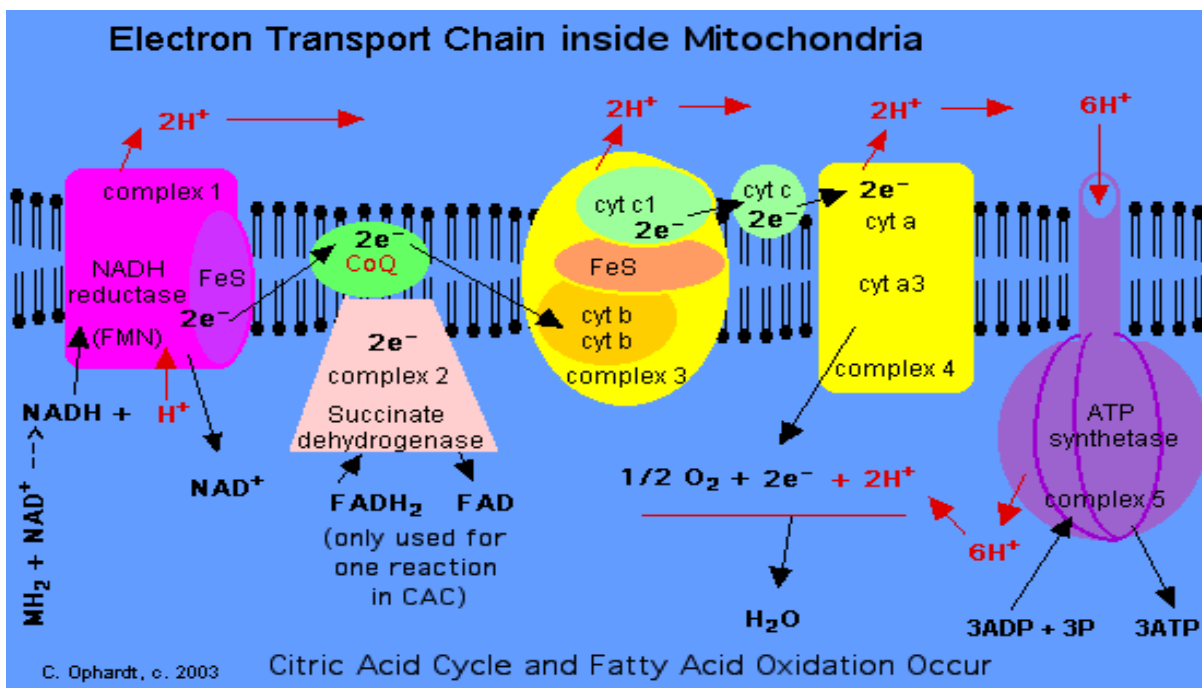 Electron Transport Chain inside Mitochondria
2H⁺
2H⁺
2H⁺
6H⁺
complex 1
NADH
reductase
(FMN)
FeS
2e⁻
2e⁻
CoQ
2e⁻
complex 2
Succinate
dehydrogenase
cyt c1
2e⁻
FeS
cyt b
cyt b
complex 3
cyt c
2e⁻
2e⁻
cyt a
cyt a3
complex 4
ATP
synthetase
complex 5
MH₂ + NAD⁺ --->
NADH + H⁺
NAD⁺
FADH₂ FAD
(only used for
one reaction
in CAC)
1/2 O₂ + 2e⁻ + 2H⁺
H₂O
6H⁺
3ADP + 3P 3ATP
C. Ophardt, c. 2003
Citric Acid Cycle and Fatty Acid Oxidation Occur